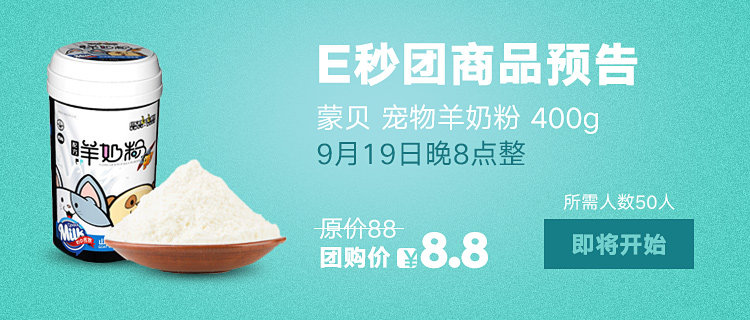 E秒团商品预告
蒙贝 宠物羊奶粉 400g
9月19日晚8点整
所需人数50人
原价88
团购价 ¥8.8
即将开始
羊奶粉
Milk